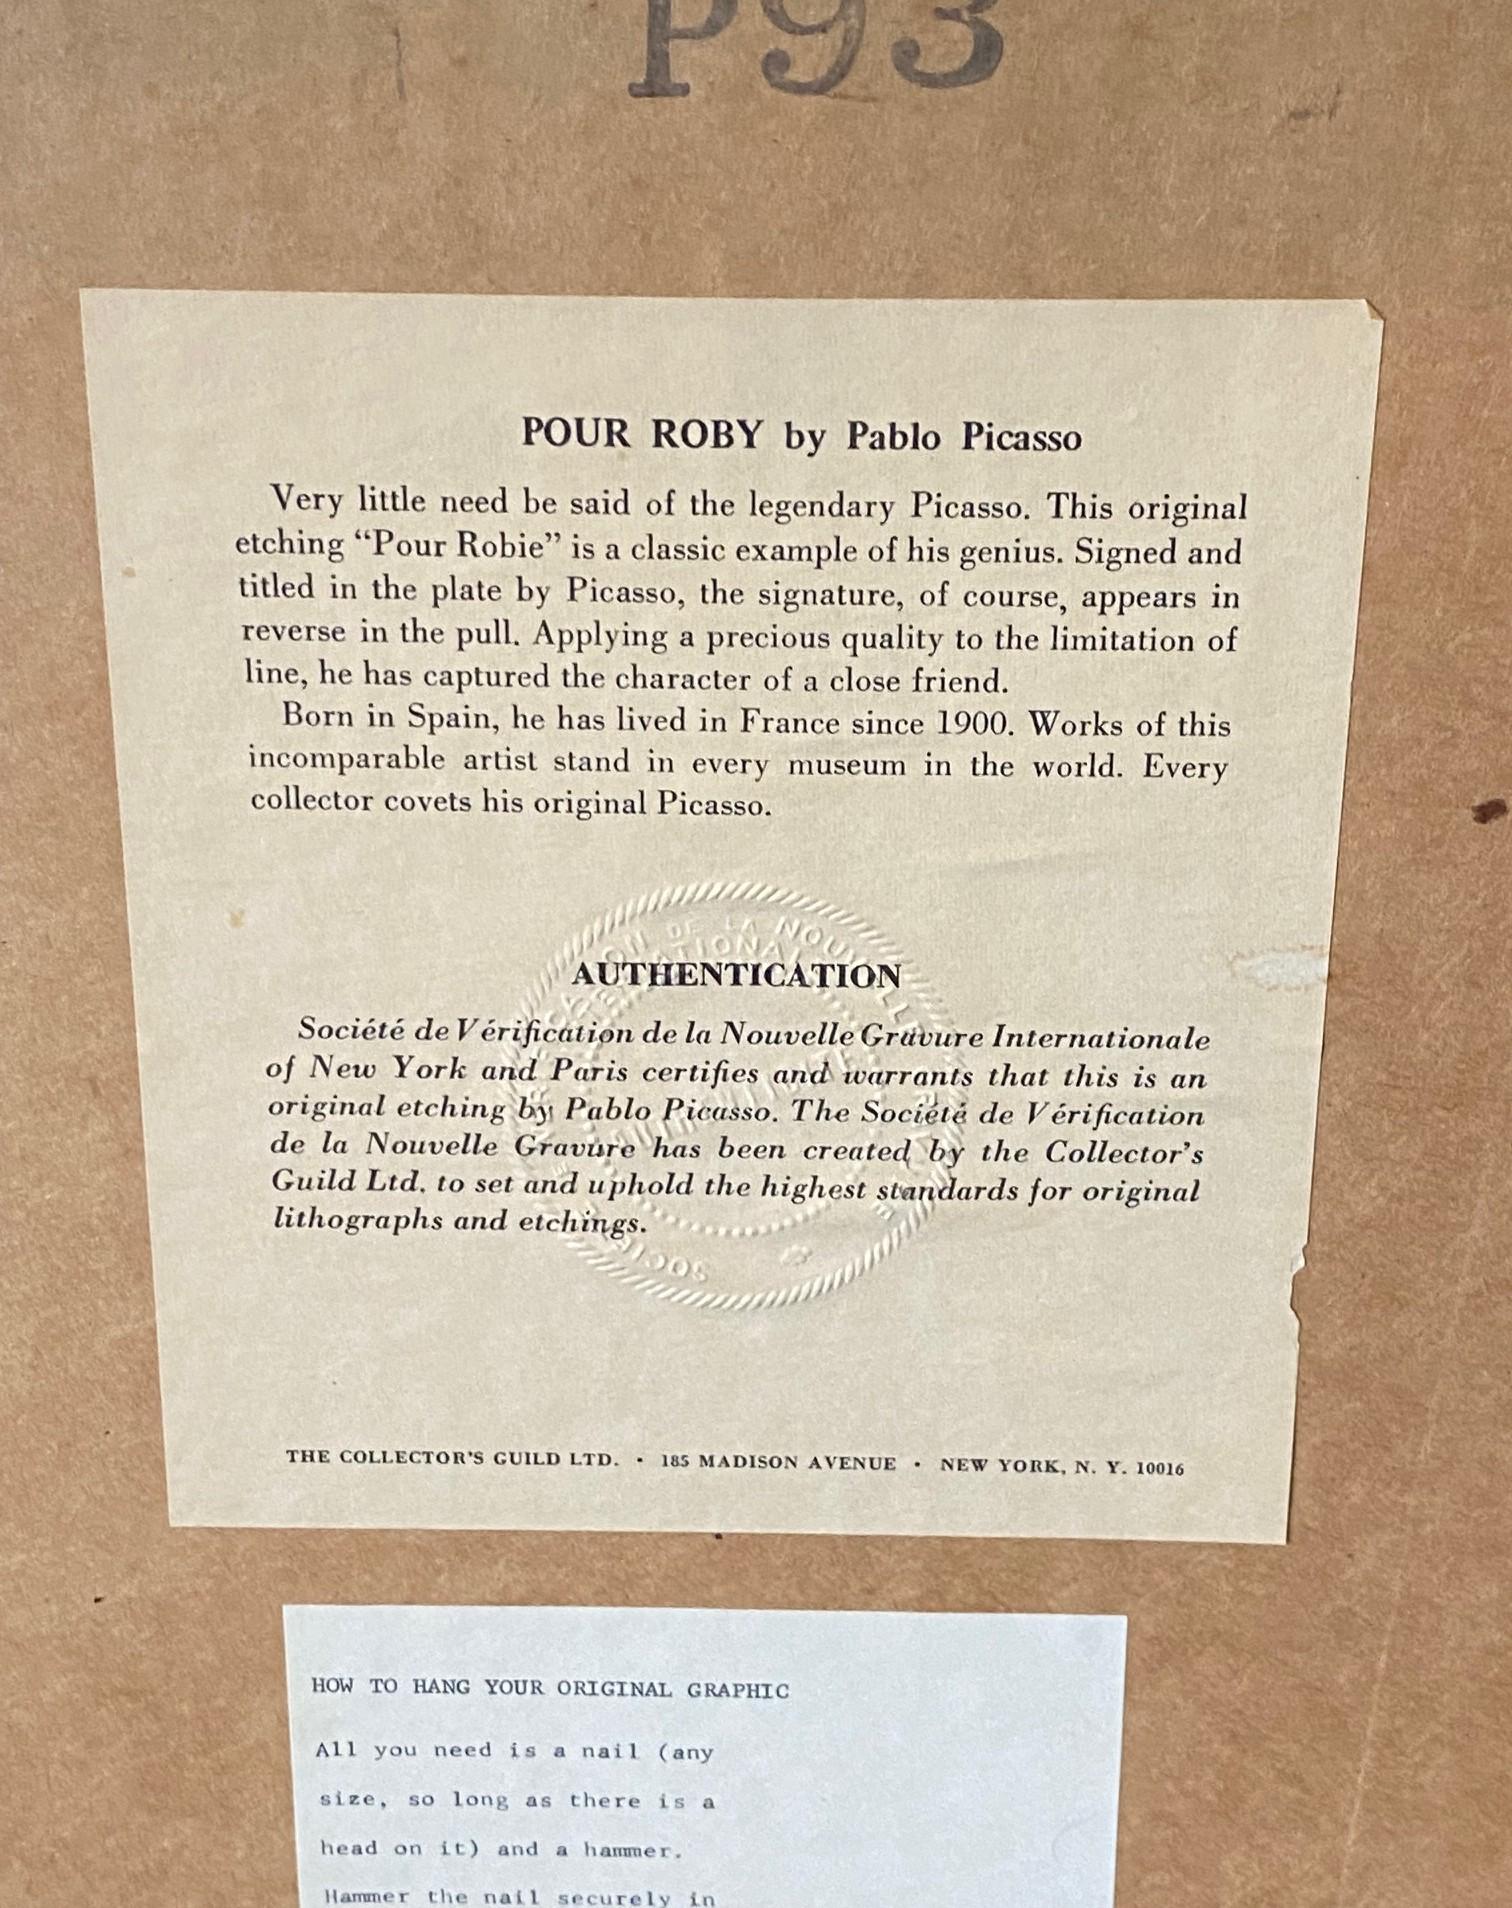 P93
POUR ROBY by Pablo Picasso
Very little need be said of the legendary Picasso. This original
etching “Pour Robie” is a classic example of his genius. Signed and
titled in the plate by Picasso, the signature, of course, appears in
reverse in the pull. Applying a precious quality to the limitation of
line, he has captured the character of a close friend.
Born in Spain, he has lived in France since 1900. Works of this
incomparable artist stand in every museum in the world. Every
collector covets his original Picasso.
AUTHENTICATION
Société de Vérification de la Nouvelle Gravure Internationale
of New York and Paris certifies and warrants that this is an
original etching by Pablo Picasso. The Société de Vérification
de la Nouvelle Gravure has been created by the Collector’s
Guild Ltd. to set and uphold the highest standards for original
lithographs and etchings.
DE LA
THE COLLECTOR’S GUILD LTD. • 185 MADISON AVENUE • NEW YORK, N. Y. 10016
HOW TO HANG YOUR ORIGINAL GRAPHIC
All you need is a nail (any
size, so long as there is a
head on it) and a hammer.
Hammer the nail securely in